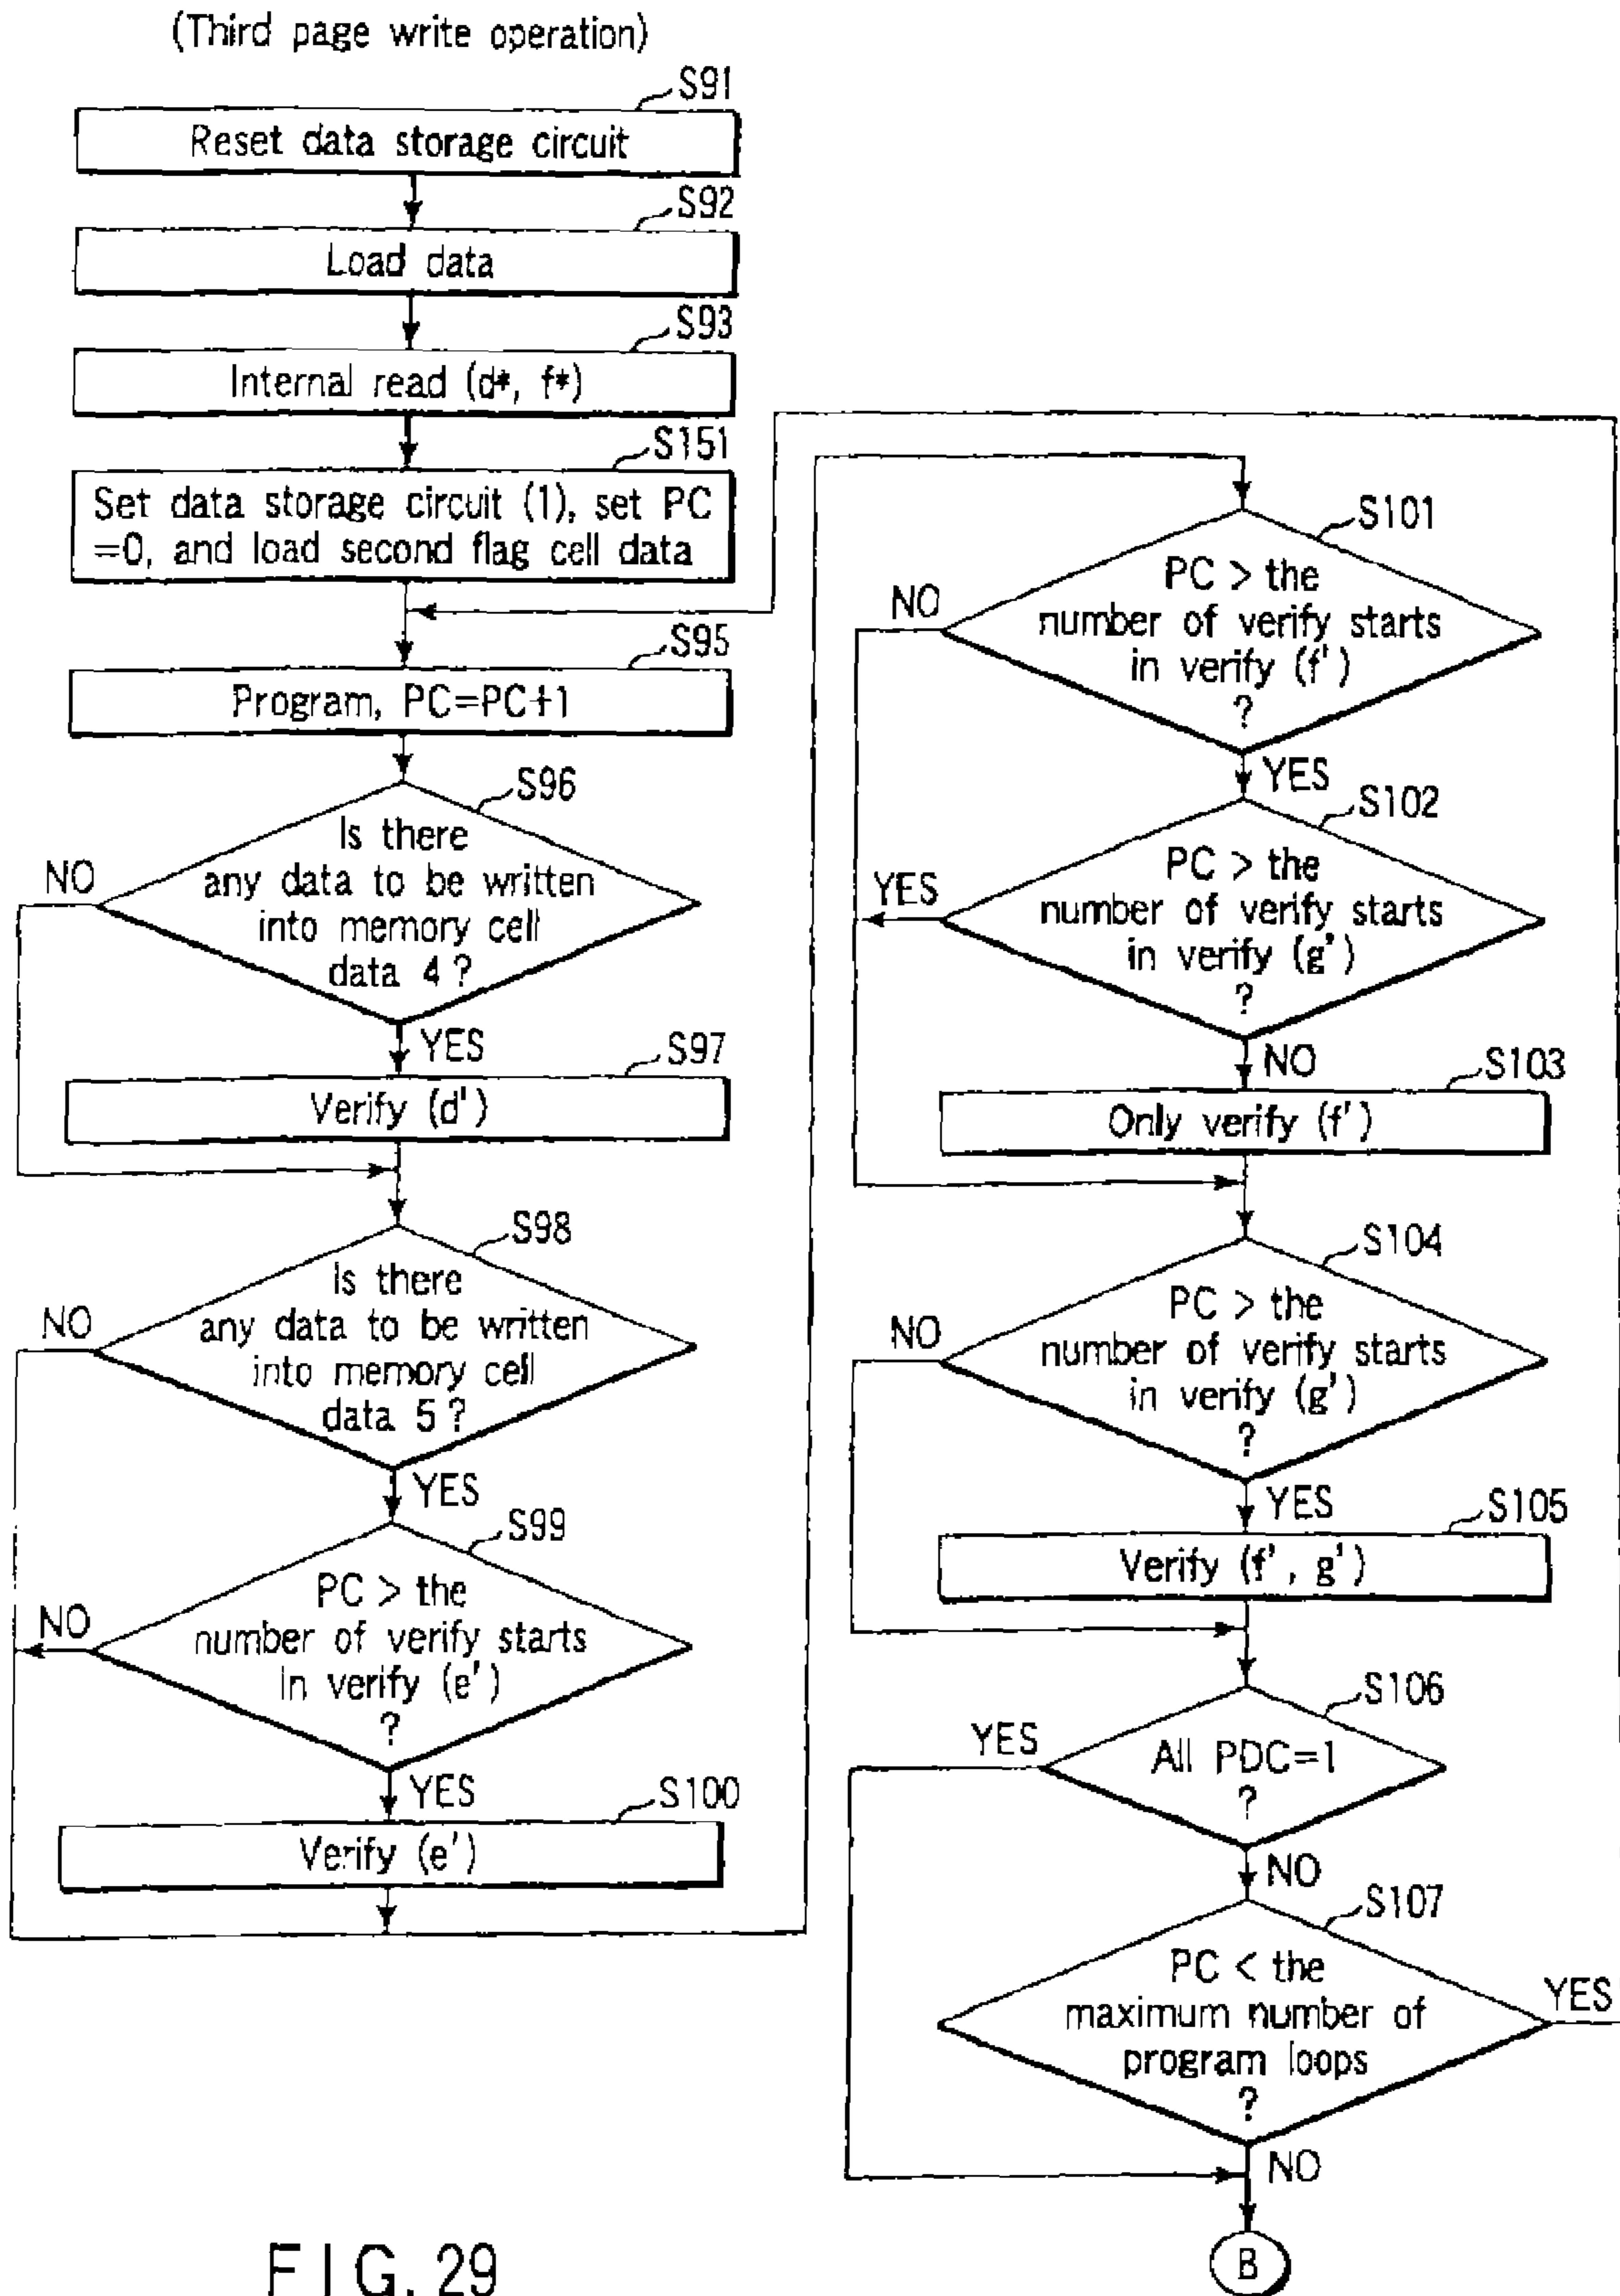 (Third page write operation)
S91
Reset data storage circuit
S92
Load data
S93
Internal read (d*, f*)
S151
Set data storage circuit (1), set PC
=0, and load second flag cell data
S95
Program, PC=PC+1
S96
Is there
any data to be written
into memory cell
data 4?
NO
YES
S97
Verify (d')
S98
Is there
any data to be written
into memory cell
data 5?
NO
YES
S99
PC > the
number of verify starts
in verify (e')
?
NO
YES
S100
Verify (e')
S101
PC > the
number of verify starts
in verify (f')
?
NO
YES
S102
PC > the
number of verify starts
in verify (g')
?
YES
NO
S103
Only verify (f')
S104
PC > the
number of verify starts
in verify (g')
?
NO
YES
S105
Verify (f', g')
S106
All PDC=1
?
YES
NO
S107
PC < the
maximum number of
program loops
?
YES
NO
B
FIG. 29